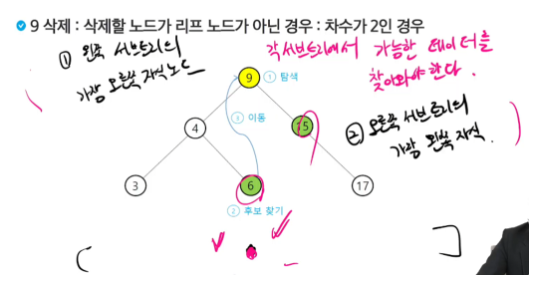 9 삭제 : 삭제할 노드가 리프 노드가 아닌 경우 : 차수가 2인 경우
① 왼쪽 서브트리의
가장 오른쪽 자식노드
각 서브트리에서 가능한 데이터를
찾아와야 한다.
9
① 탐색
4
③ 이동
15
② 오른쪽 서브트리의
가장 왼쪽 자식.
3
6
17
② 후보 찾기